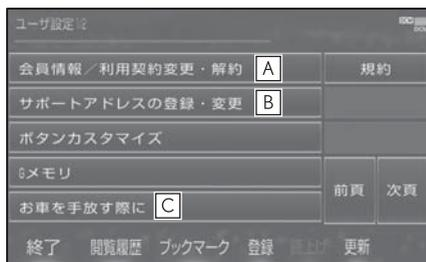 ユーザ設定1/2
会員情報／利用契約変更・解約 A 規約
サポートアドレスの登録・変更 B
ボタンカスタマイズ
Gメモリ
お車を手放す際に C
前頁 次頁
終了 閲覧履歴 ブックマーク 登録 更新